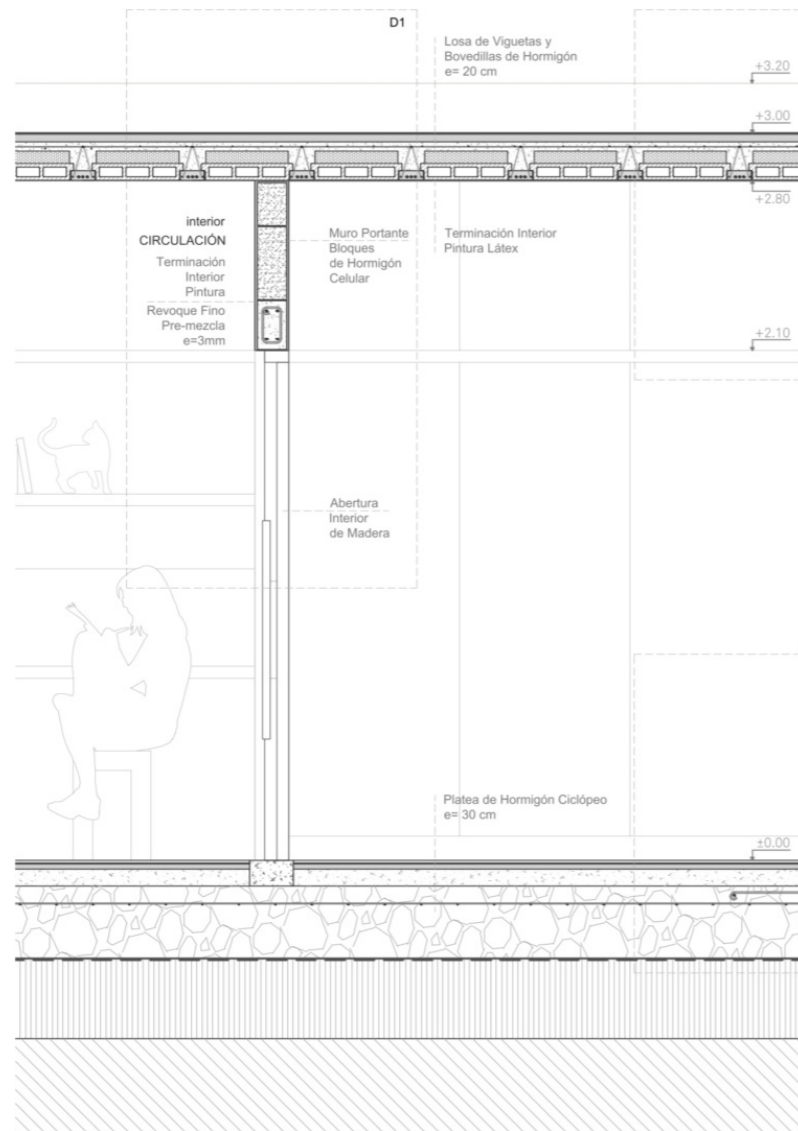 D1
Losa de Viguetas y
Bovedillas de Hormigón
e= 20 cm
+3.20
+3.00
+2.80
interior
CIRCULACIÓN
Terminación
Interior
Pintura
Revoque Fino
Pre-mezcla
e=3mm
Muro Portante
Bloques
de Hormigón
Celular
Terminación Interior
Pintura Látex
+2.10
Abertura
Interior
de Madera
Platea de Hormigón Ciclópeo
e= 30 cm
±0.00